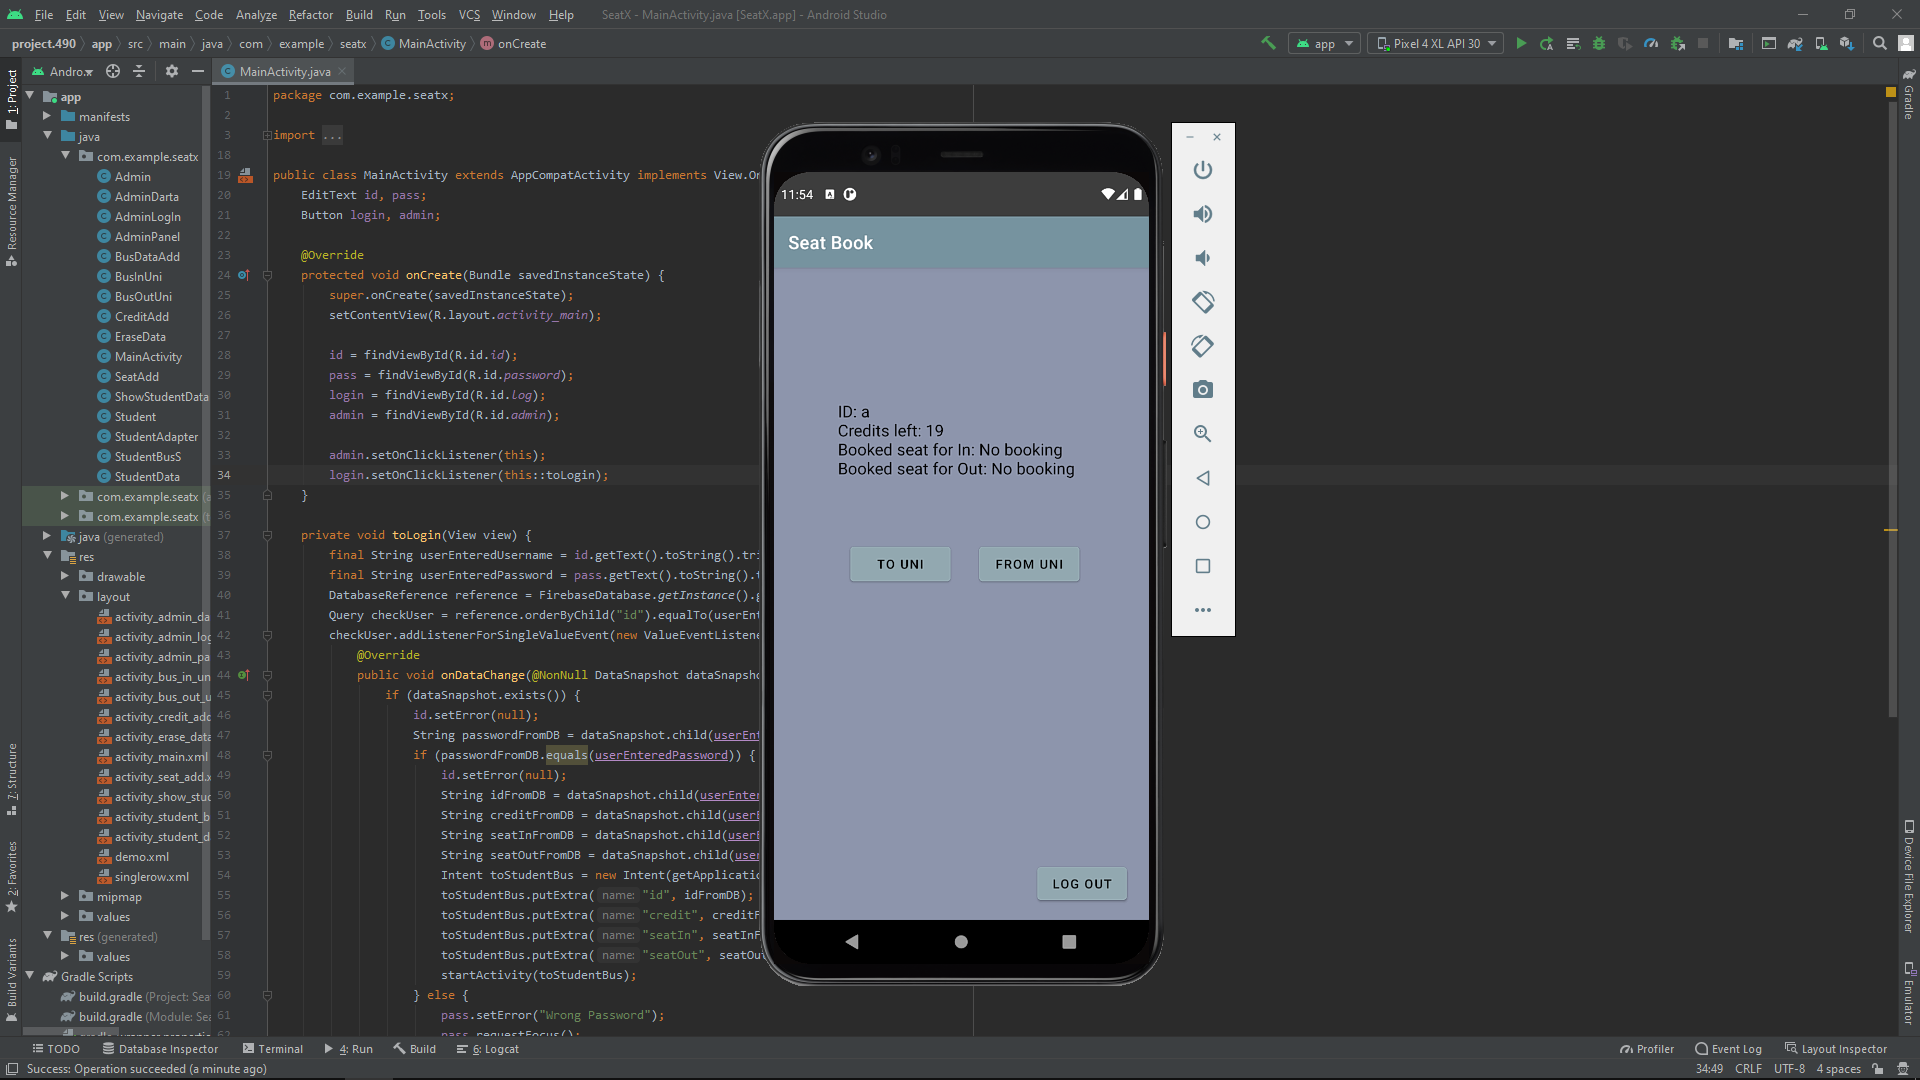 File Edit View Navigate Code Analyze Refactor Build Run Tools VCS Window Help SeatX - MainActivity.java [SeatX.app] - Android Studio
project.490 app src main java com example seatx MainActivity onCreate app Pixel 4 XL API 30
1: Project
Resource Manager
7: Structure
2: Favorites
Build Variants
Andro...
app
manifests
java
com.example.seatx
Admin
AdminDarta
AdminLogIn
AdminPanel
BusDataAdd
BusInUni
BusOutUni
CreditAdd
EraseData
MainActivity
SeatAdd
ShowStudentData
Student
StudentAdapter
StudentBusS
StudentData
com.example.seatx (a
com.example.seatx (t
java (generated)
res
drawable
layout
activity_admin_da
activity_admin_log
activity_admin_pa
activity_bus_in_un
activity_bus_out_u
activity_credit_add
activity_erase_data
activity_main.xml
activity_seat_add.x
activity_show_stud
activity_student_b
activity_student_d
demo.xml
singlerow.xml
mipmap
values
res (generated)
values
Gradle Scripts
build.gradle (Project: Sea
build.gradle (Module: Sea
MainActivity.java
1 package com.example.seatx;
2
3 import ...
18
19 public class MainActivity extends AppCompatActivity implements View.On
20 EditText id, pass;
21 Button login, admin;
22
23 @Override
24 protected void onCreate(Bundle savedInstanceState) {
25 super.onCreate(savedInstanceState);
26 setContentView(R.layout.activity_main);
27
28 id = findViewById(R.id.id);
29 pass = findViewById(R.id.password);
30 login = findViewById(R.id.log);
31 admin = findViewById(R.id.admin);
32
33 admin.setOnClickListener(this);
34 login.setOnClickListener(this::toLogin);
35 }
36
37 private void toLogin(View view) {
38 final String userEnteredUsername = id.getText().toString().tri
39 final String userEnteredPassword = pass.getText().toString().t
40 DatabaseReference reference = FirebaseDatabase.getInstance().g
41 Query checkUser = reference.orderByChild("id").equalTo(userEnt
42 checkUser.addListenerForSingleValueEvent(new ValueEventListene
43 @Override
44 public void onDataChange(@NonNull DataSnapshot dataSnapsho
45 if (dataSnapshot.exists()) {
46 id.setError(null);
47 String passwordFromDB = dataSnapshot.child(userEnt
48 if (passwordFromDB.equals(userEnteredPassword)) {
49 id.setError(null);
50 String idFromDB = dataSnapshot.child(userEnter
51 String creditFromDB = dataSnapshot.child(userE
52 String seatInFromDB = dataSnapshot.child(userE
53 String seatOutFromDB = dataSnapshot.child(user
54 Intent toStudentBus = new Intent(getApplicatio
55 toStudentBus.putExtra( name: "id", idFromDB);
56 toStudentBus.putExtra( name: "credit", creditF
57 toStudentBus.putExtra( name: "seatIn", seatInF
58 toStudentBus.putExtra( name: "seatOut", seatOu
59 startActivity(toStudentBus);
60 } else {
61 pass.setError("Wrong Password");
62 pass.requestFocus();
11:54
Seat Book
ID: a
Credits left: 19
Booked seat for In: No booking
Booked seat for Out: No booking
TO UNI FROM UNI
LOG OUT
Gradle
Device File Explorer
Emulator
TODO Database Inspector Terminal 4: Run Build 6: Logcat Profiler Event Log Layout Inspector
Success: Operation succeeded (a minute ago) 34:49 CRLF UTF-8 4 spaces